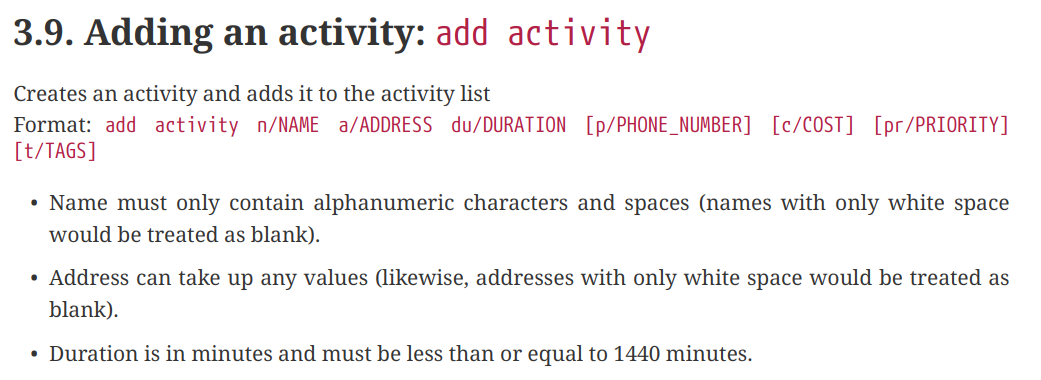 3.9. Adding an activity: add activity
Creates an activity and adds it to the activity list
Format: add activity n/NAME a/ADDRESS du/DURATION [p/PHONE_NUMBER] [c/COST] [pr/PRIORITY]
[t/TAGS]
• Name must only contain alphanumeric characters and spaces (names with only white space
would be treated as blank).
• Address can take up any values (likewise, addresses with only white space would be treated as
blank).
• Duration is in minutes and must be less than or equal to 1440 minutes.